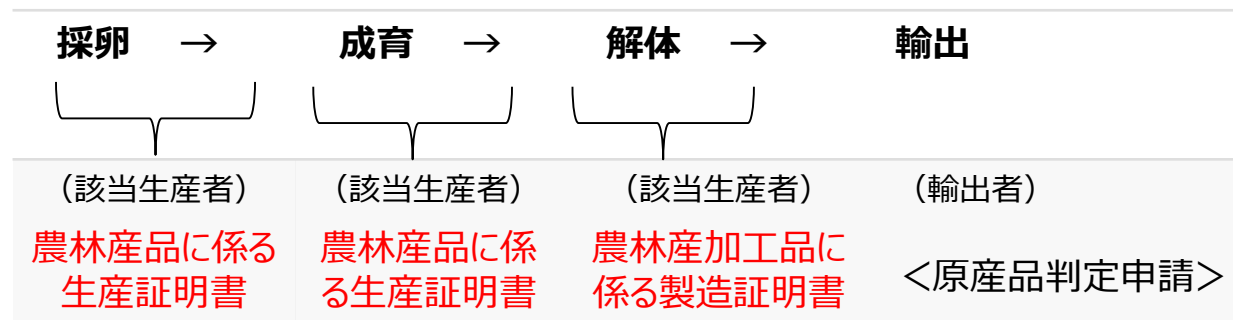 採卵 → 成育 → 解体 → 輸出
(該当生産者) (該当生産者) (該当生産者) (輸出者)
農林産品に係る
生産証明書
農林産品に係
る生産証明書
農林産加工品に
係る製造証明書
<原産品判定申請>